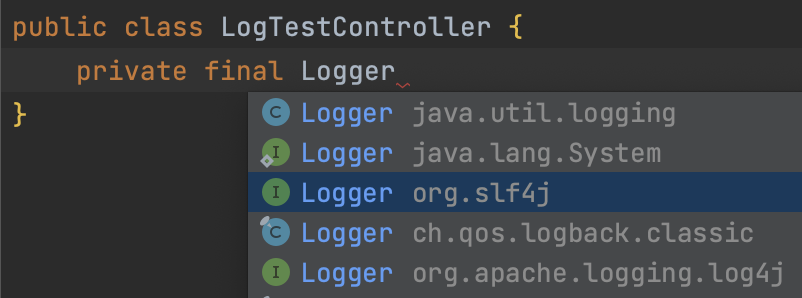 public class LogTestController {
private final Logger
}
C Logger java.util.logging
I Logger java.lang.System
I Logger org.slf4j
C Logger ch.qos.logback.classic
I Logger org.apache.logging.log4j